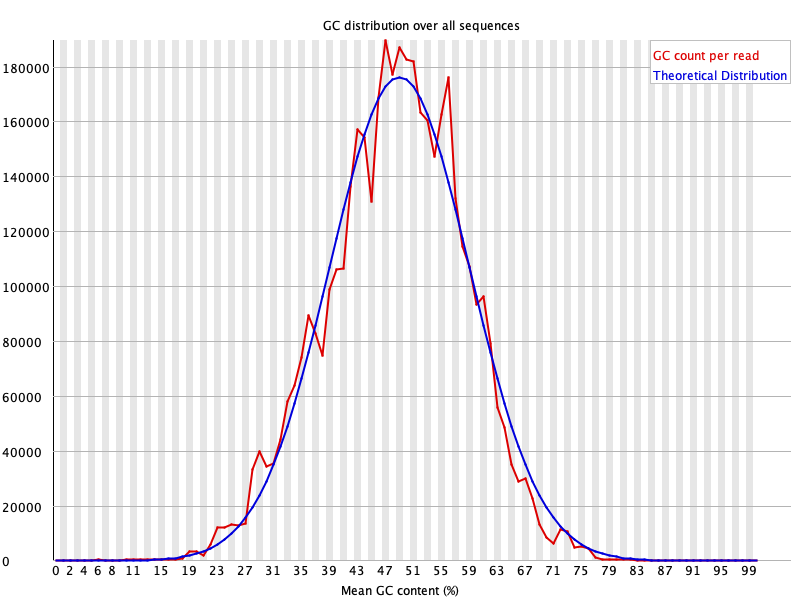 GC distribution over all sequences
GC count per read
Theoretical Distribution
180000
160000
140000
120000
100000
80000
60000
40000
20000
0
0 2 4 6 8 11 15 19 23 27 31 35 39 43 47 51 55 59 63 67 71 75 79 83 87 91 95 99
Mean GC content (%)